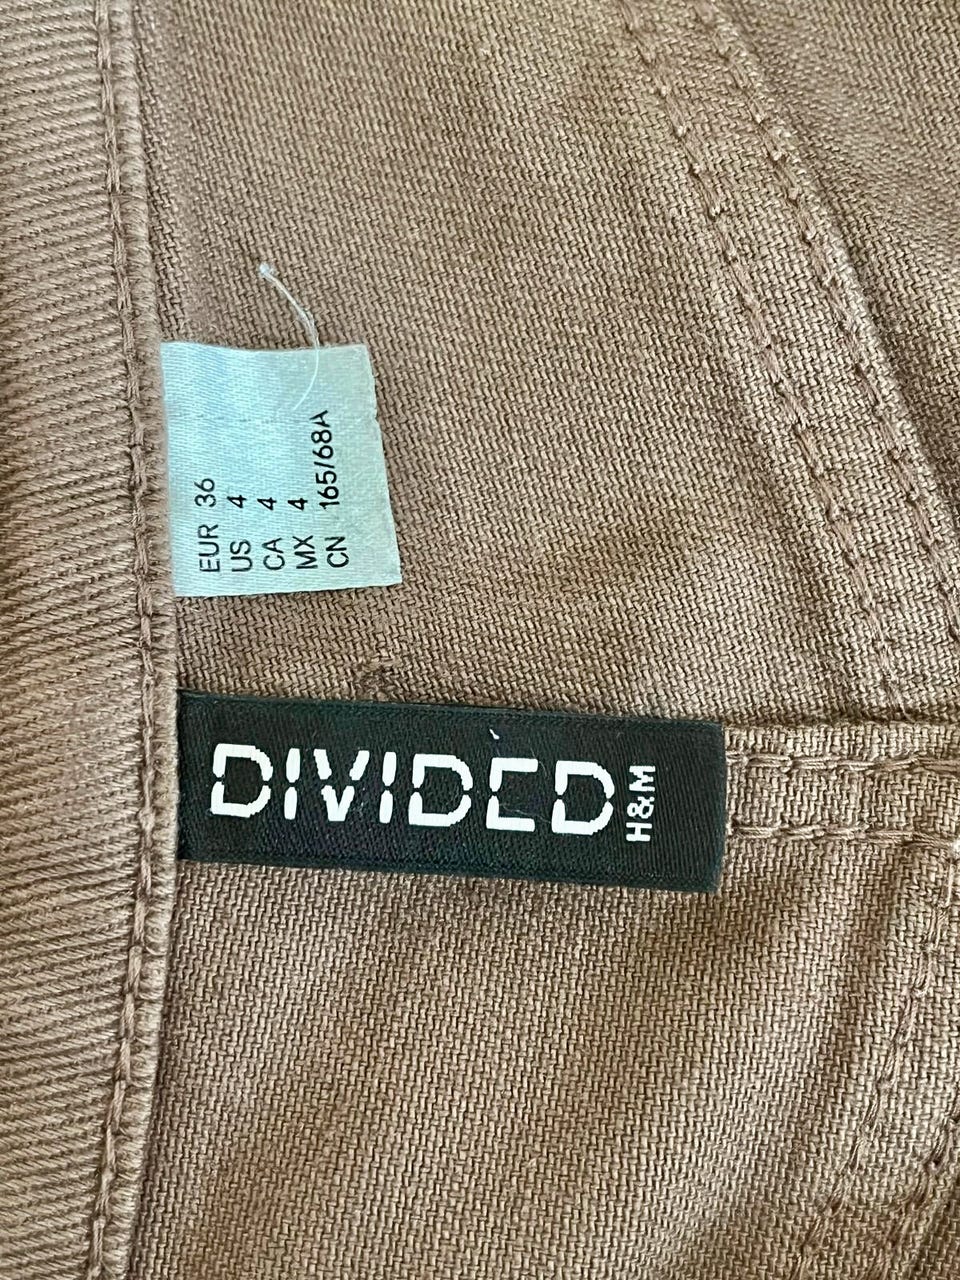 EUR 36
US 4
CA 4
MX 4
CN 165/68A
DIVIDED
H&M